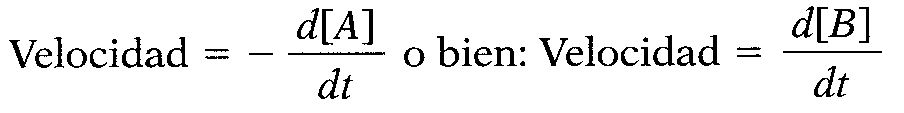 Velocidad = − d[A]/dt o bien: Velocidad = d[B]/dt